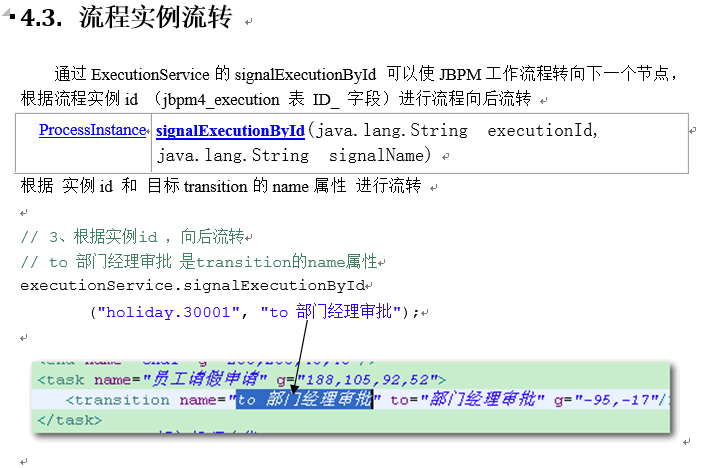 4.3. 流程实例流转
通过 ExecutionService 的 signalExecutionById 可以使 JBPM 工作流程转向下一个节点，
根据流程实例 id （jbpm4_execution 表 ID_ 字段）进行流程向后流转
ProcessInstance signalExecutionById(java.lang.String executionId,
java.lang.String signalName)
根据 实例 id 和 目标 transition 的 name 属性 进行流转
// 3、根据实例id ，向后流转
// to 部门经理审批 是transition的name属性
executionService.signalExecutionById
("holiday.30001", "to 部门经理审批");
<task name="员工请假申请" g="188,105,92,52">
<transition name="to 部门经理审批" to="部门经理审批" g="-95,-17"/
</task>